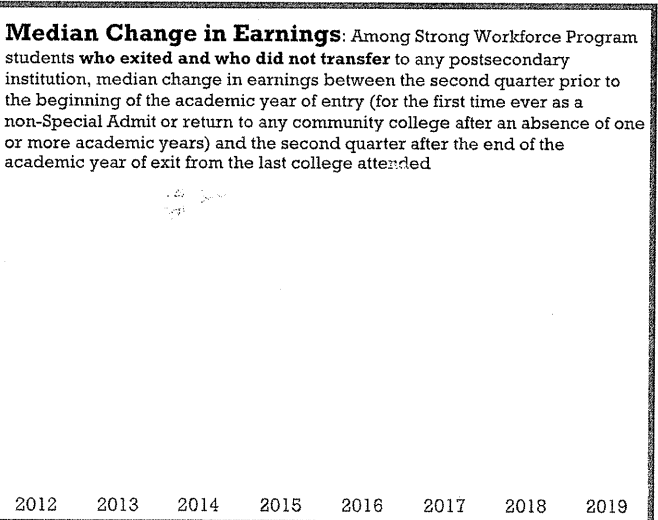 Median Change in Earnings: Among Strong Workforce Program
students who exited and who did not transfer to any postsecondary
institution, median change in earnings between the second quarter prior to
the beginning of the academic year of entry (for the first time ever as a
non-Special Admit or return to any community college after an absence of one
or more academic years) and the second quarter after the end of the
academic year of exit from the last college attended
2012 2013 2014 2015 2016 2017 2018 2019